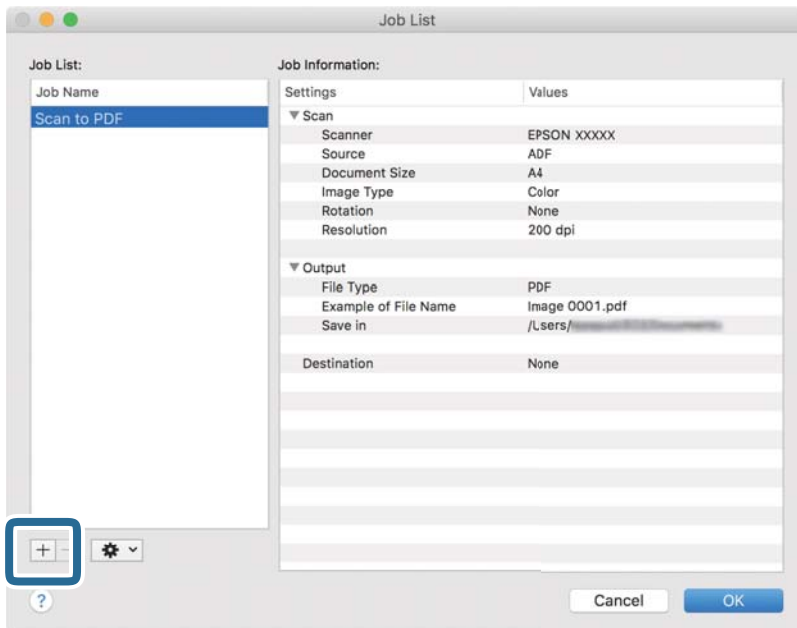 Job List
Job List:
Job Information:
Job Name
Settings Values
Scan to PDF
Scan
Scanner EPSON XXXXX
Source ADF
Document Size A4
Image Type Color
Rotation None
Resolution 200 dpi
Output
File Type PDF
Example of File Name Image 0001.pdf
Save in /Users/
Destination None
+ −
?
Cancel OK